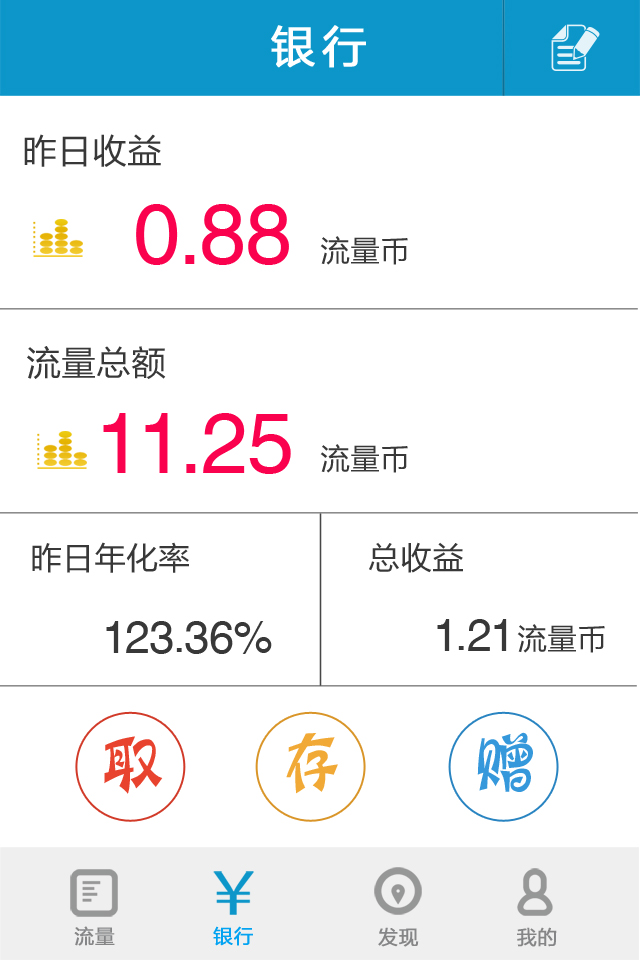 银行
昨日收益
0.88 流量币
流量总额
11.25 流量币
昨日年化率
123.36%
总收益
1.21流量币
取 存 赠
流量 银行 发现 我的